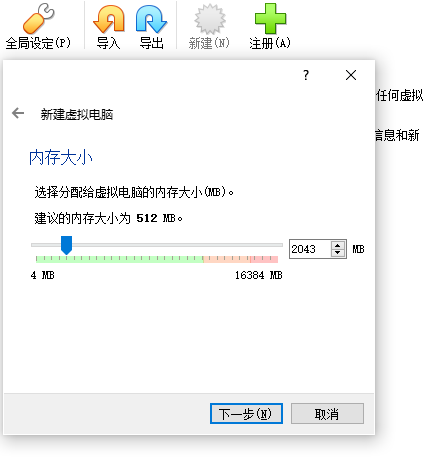 全局设定(P) 导入 导出 新建(N) 注册(A)
?
任何虚拟
新建虚拟电脑
信息和新
内存大小
选择分配给虚拟电脑的内存大小(MB)。
建议的内存大小为 512 MB。
2043 MB
4 MB 16384 MB
下一步(N) 取消